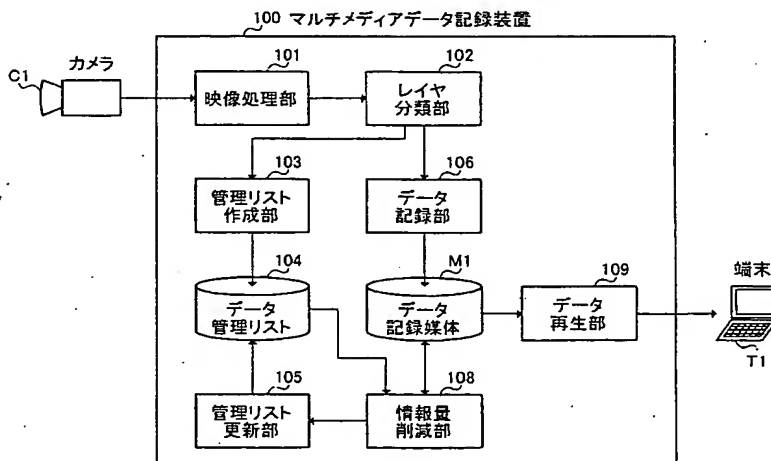 100 マルチメディアデータ記録装置
C1
カメラ
101
映像処理部
102
レイヤ
分類部
103
管理リスト
作成部
106
データ
記録部
104
データ
管理リスト
M1
データ
記録媒体
109
データ
再生部
端末
T1
105
管理リスト
更新部
108
情報量
削減部